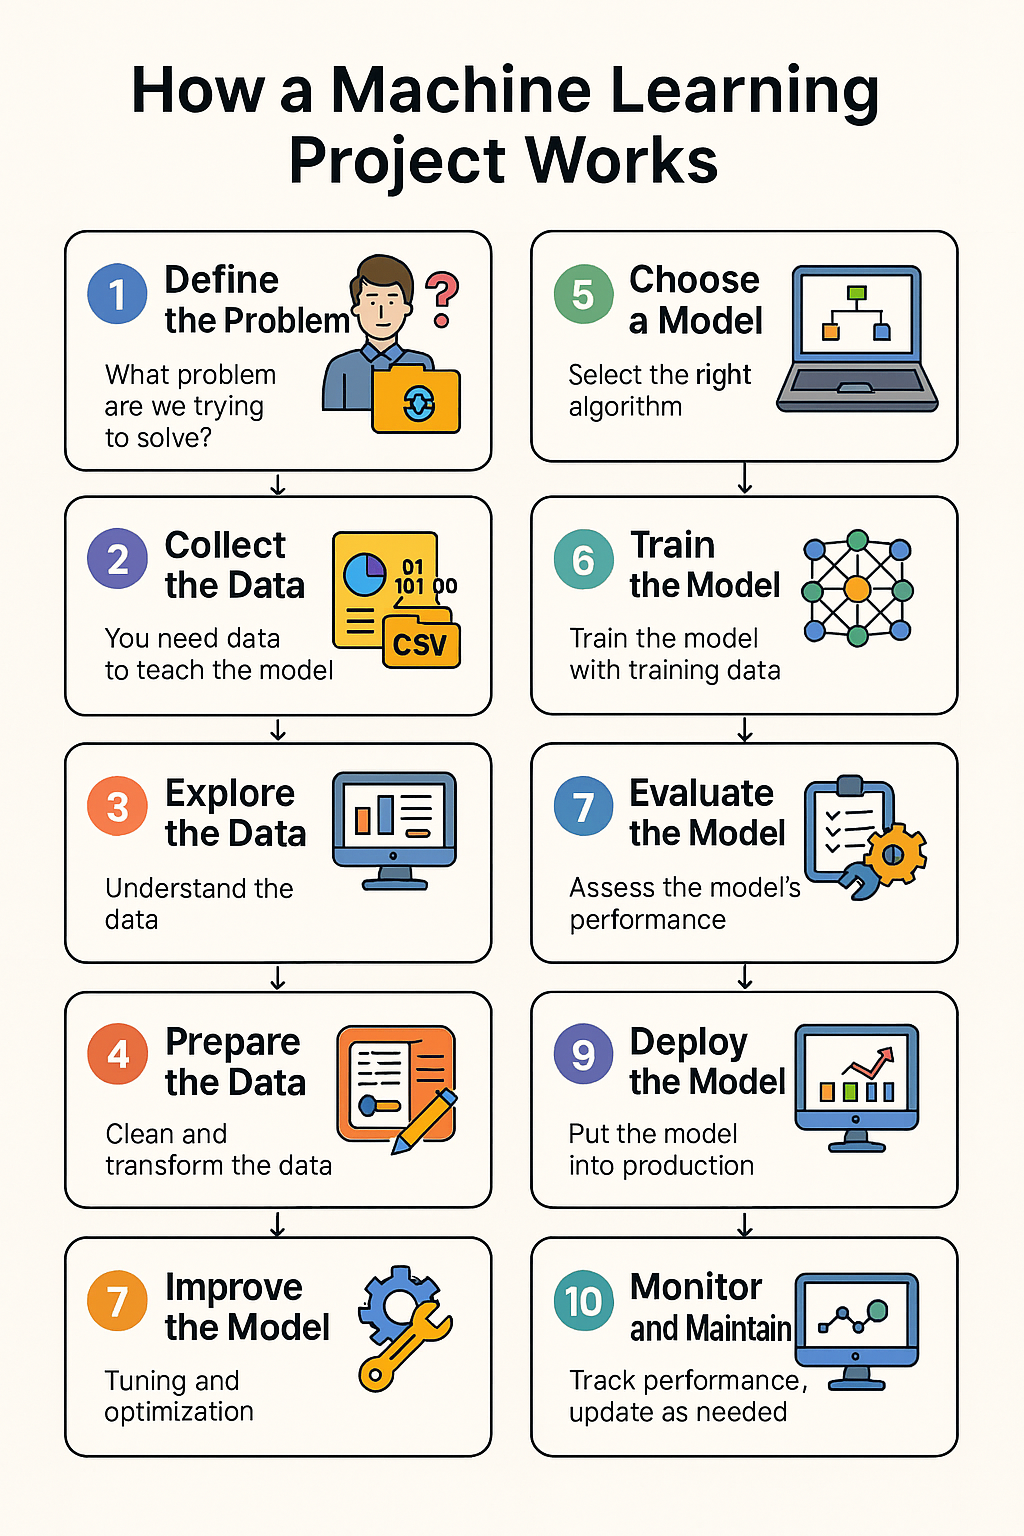 How a Machine Learning
Project Works
1
Define
the Problem
What problem
are we trying
to solve?
2
Collect
the Data
You need data
to teach the model
01
101 00
CSV
3
Explore
the Data
Understand the
data
4
Prepare
the Data
Clean and
transform the data
7
Improve
the Model
Tuning and
optimization
5
Choose
a Model
Select the right
algorithm
6
Train
the Model
Train the model
with training data
7
Evaluate
the Model
Assess the model's
performance
9
Deploy
the Model
Put the model
into production
10
Monitor
and Maintain
Track performance,
update as needed